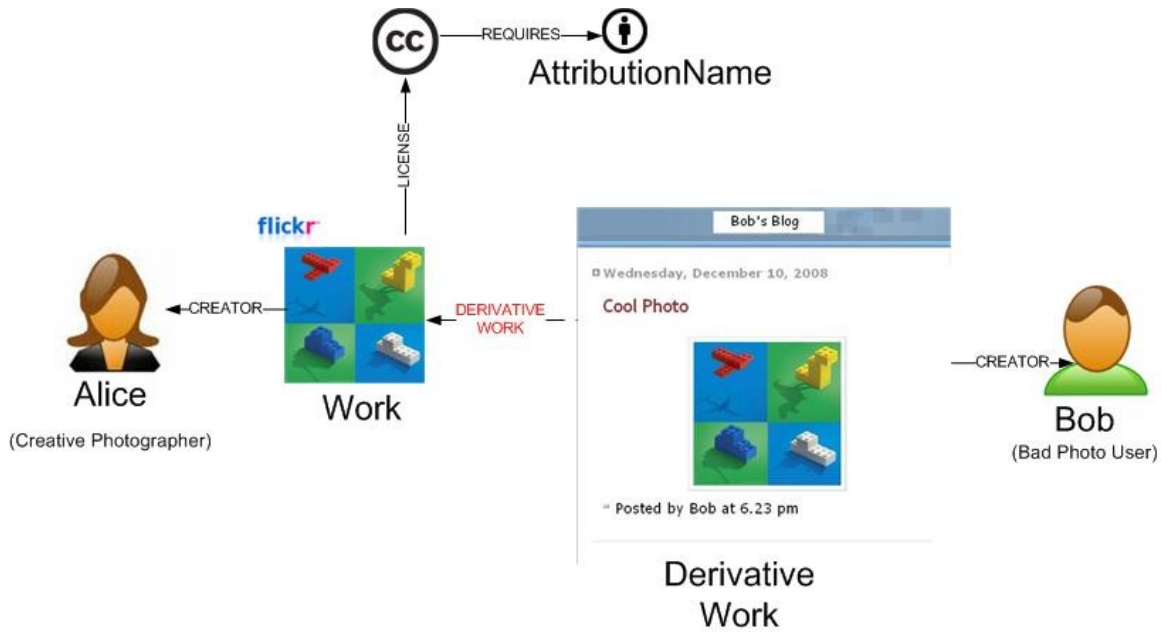 cc
REQUIRES
AttributionName
LICENSE
flickr
CREATOR
Alice
(Creative Photographer)
Work
DERIVATIVE
WORK
Bob's Blog
Wednesday, December 10, 2008
Cool Photo
Posted by Bob at 6.23 pm
Derivative
Work
CREATOR
Bob
(Bad Photo User)